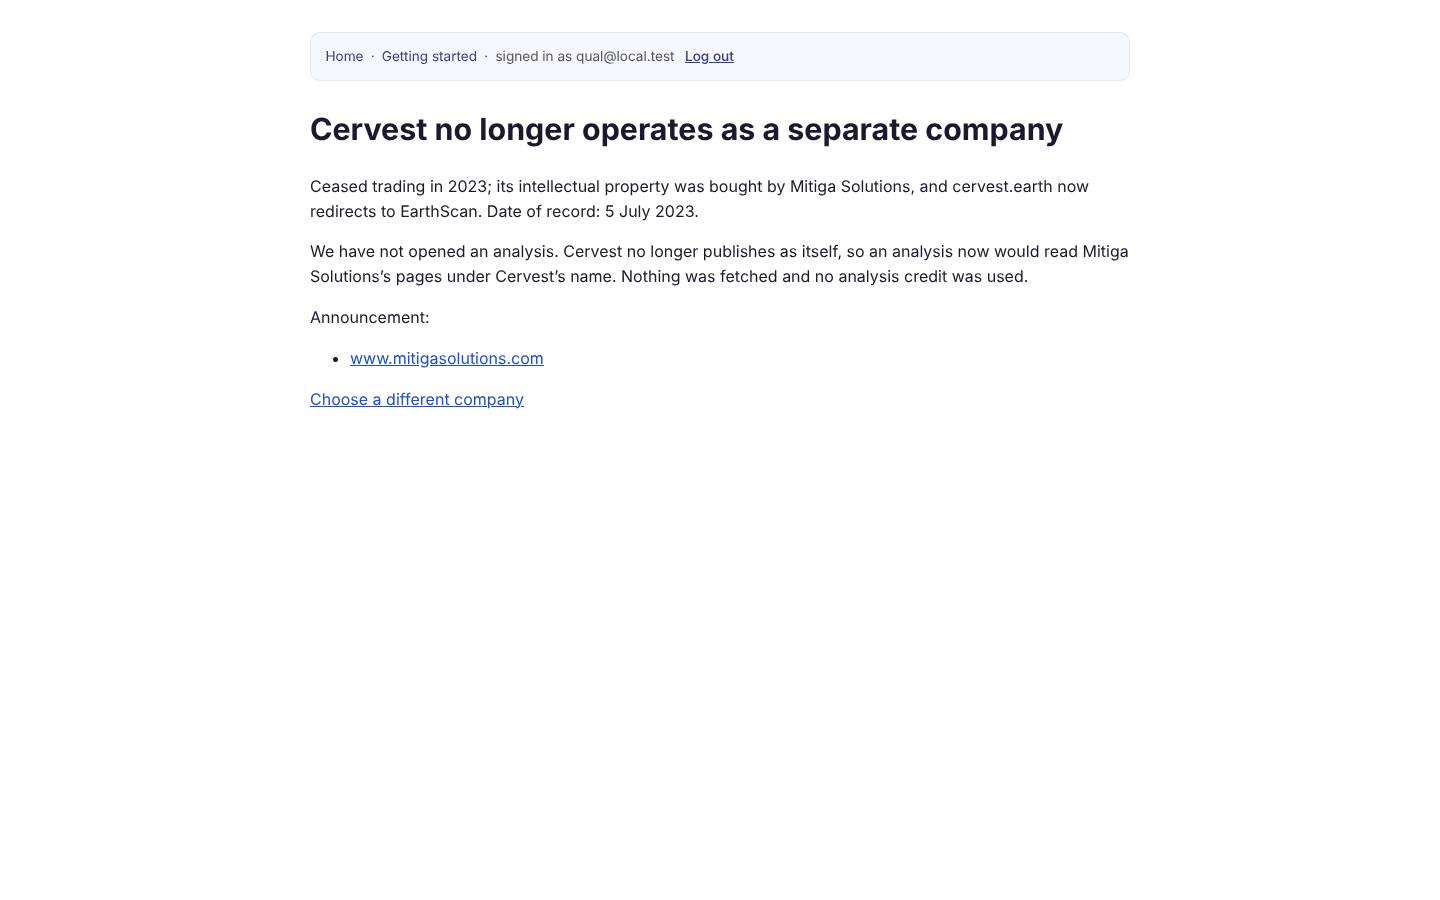 Home · Getting started · signed in as qual@local.test Log out
Cervest no longer operates as a separate company
Ceased trading in 2023; its intellectual property was bought by Mitiga Solutions, and cervest.earth now
redirects to EarthScan. Date of record: 5 July 2023.
We have not opened an analysis. Cervest no longer publishes as itself, so an analysis now would read Mitiga
Solutions’s pages under Cervest’s name. Nothing was fetched and no analysis credit was used.
Announcement:
• www.mitigasolutions.com
Choose a different company